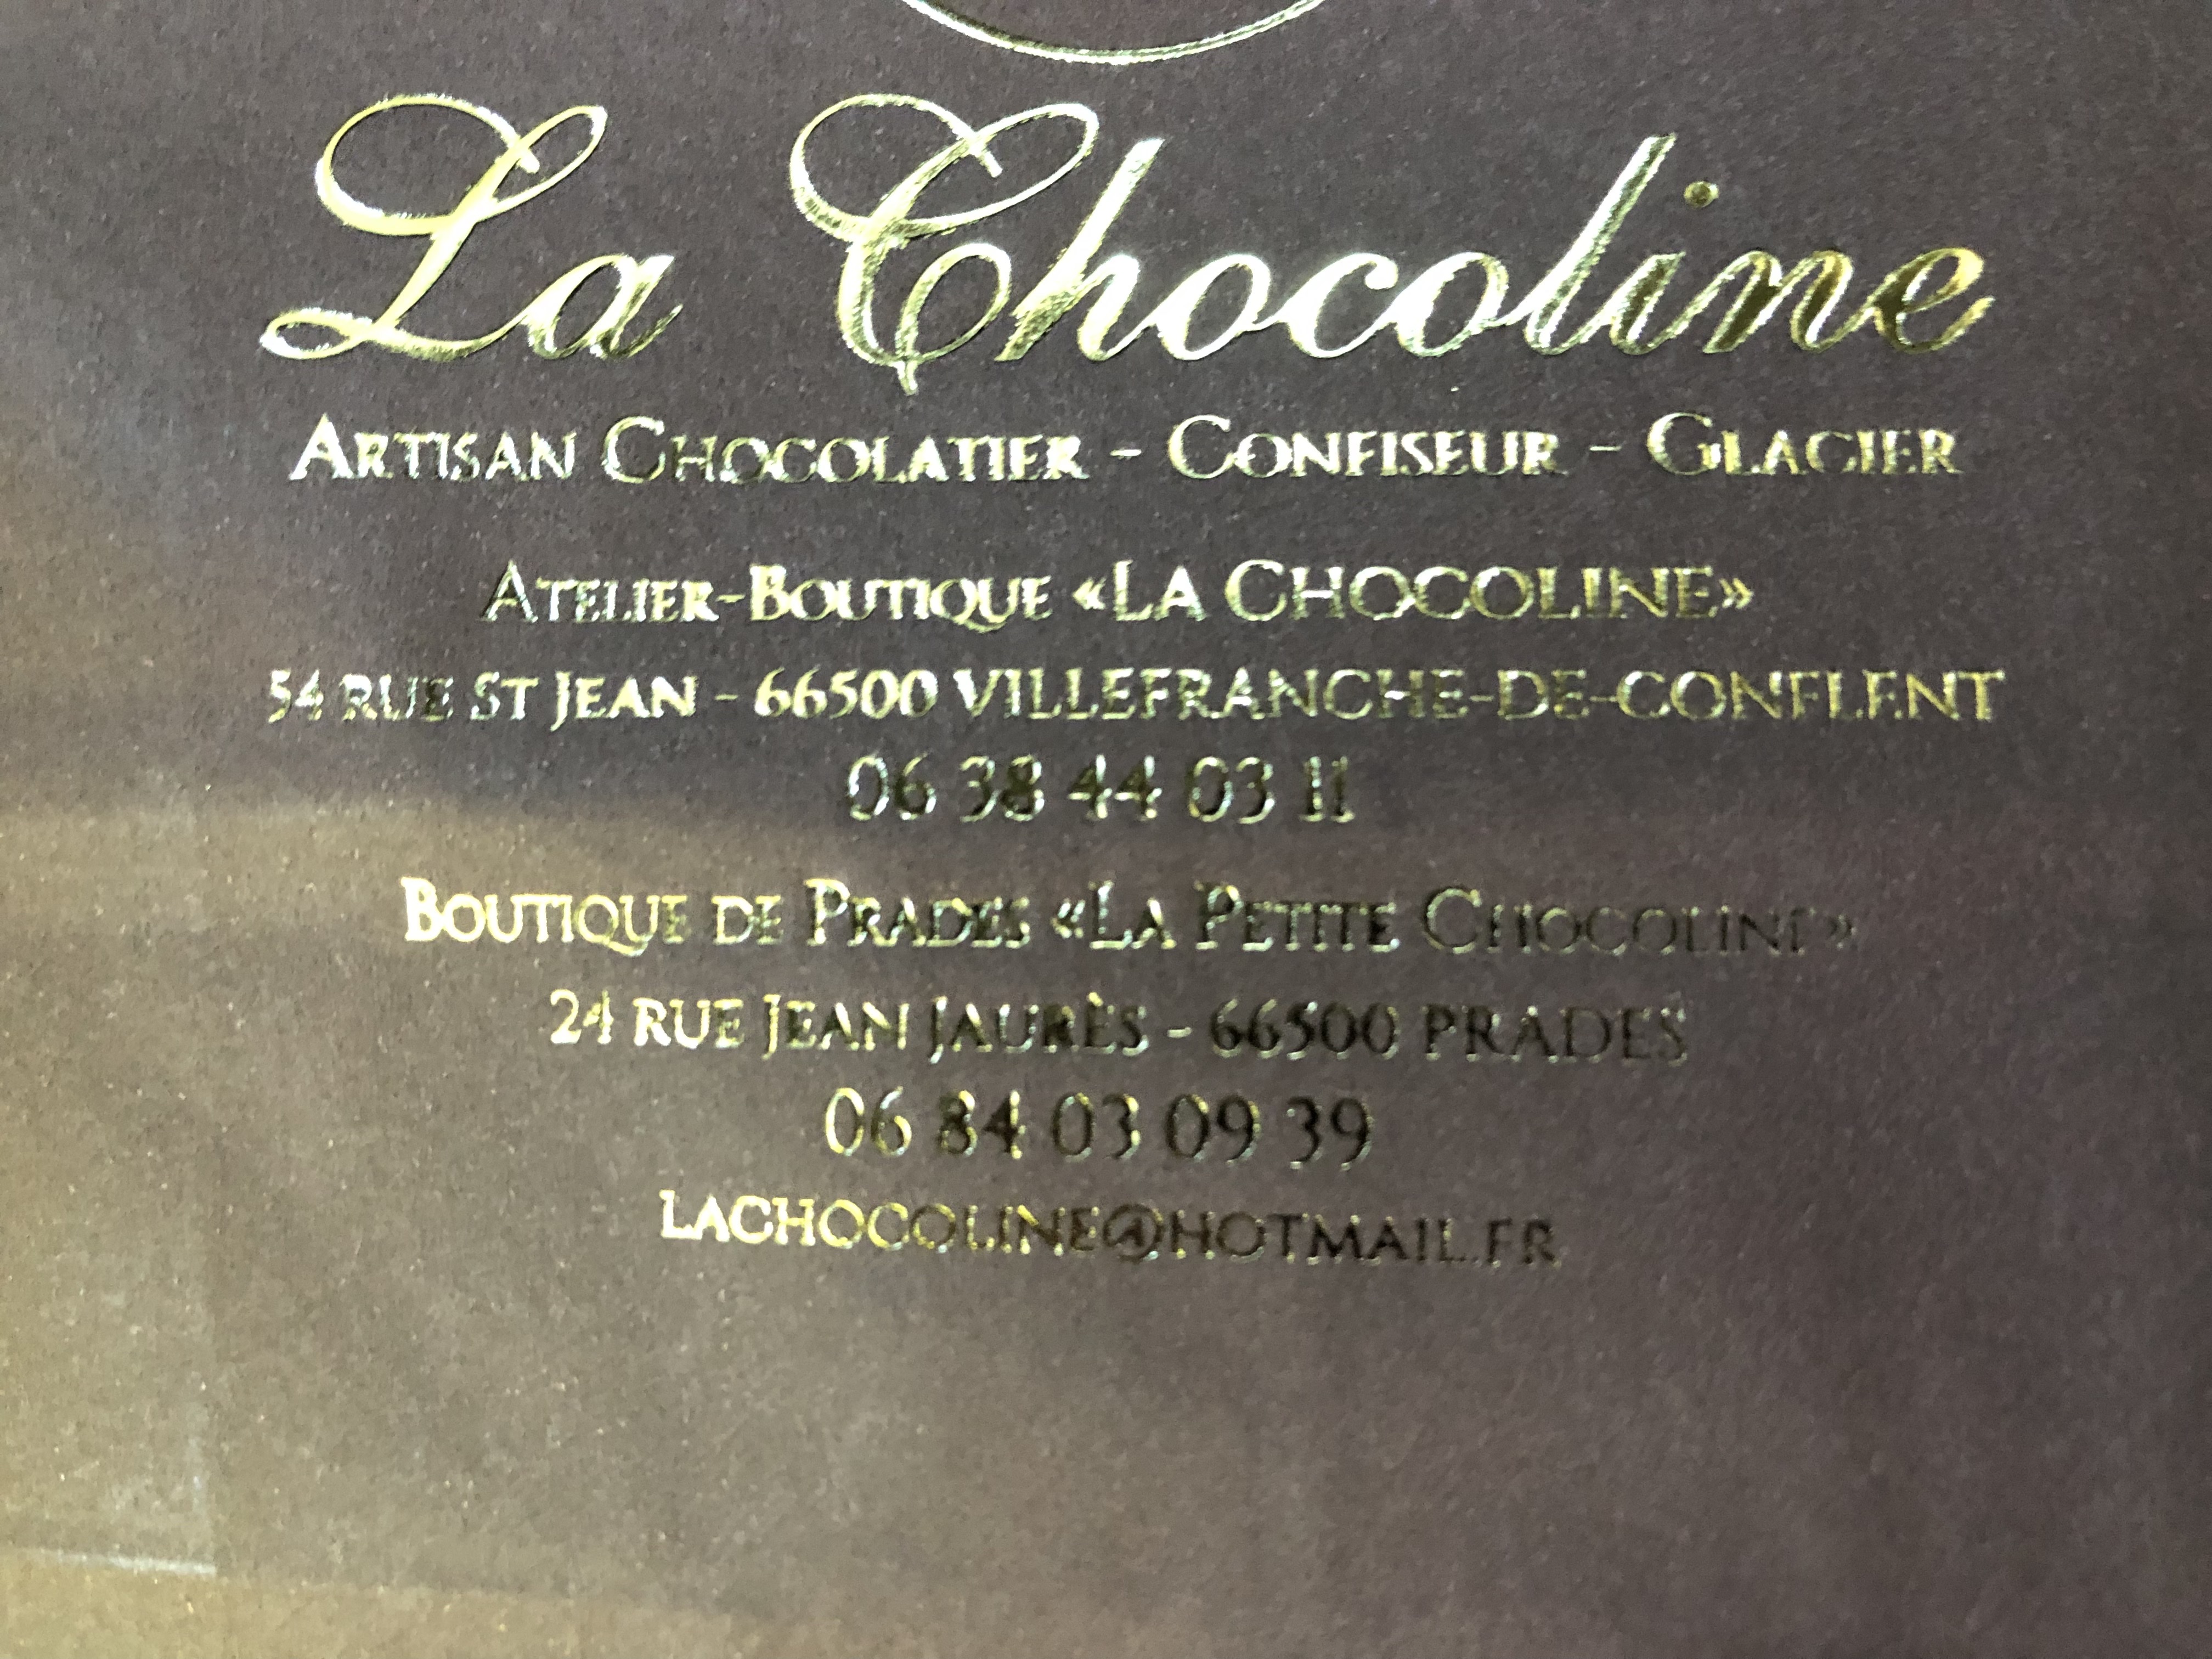 La Chocoline
Artisan Chocolatier - Confiseur - Glacier
Atelier-Boutique «La CHOCOLINE»
54 rue St Jean - 66500 VILLEFRANCHE-DE-CONFLENT
06 38 44 03 11
Boutique de Prades «La Petite Chocoline»
24 rue Jean Jaurès - 66500 PRADES
06 84 03 09 39
LACHOCOLINE@HOTMAIL.FR